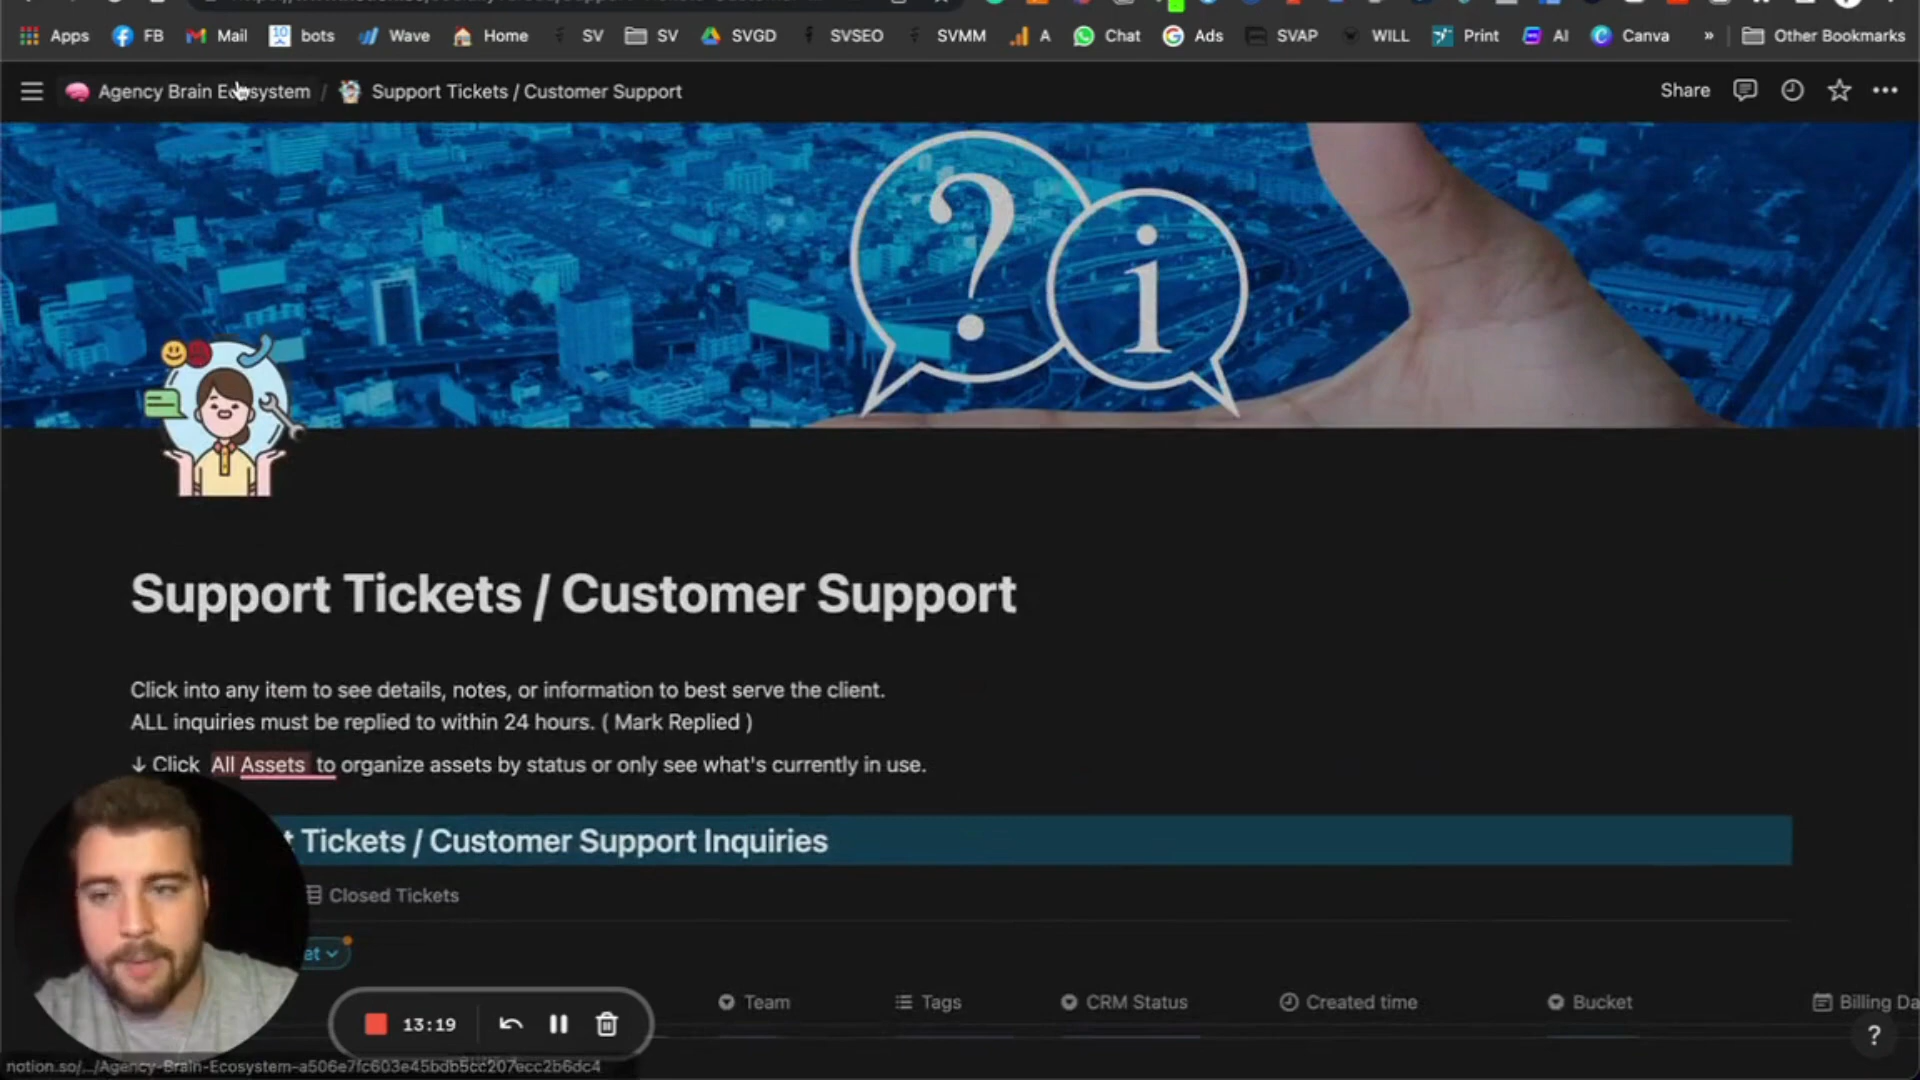 Apps FB Mail bots Wave Home SV SV SVGD SVSEO SVMM A Chat Ads SVAP WILL Print AI Canva » Other Bookmarks
Agency Brain Ecosystem / Support Tickets / Customer Support Share
? i
Support Tickets / Customer Support
Click into any item to see details, notes, or information to best serve the client.
ALL inquiries must be replied to within 24 hours. ( Mark Replied )
↓ Click All Assets to organize assets by status or only see what's currently in use.
t Tickets / Customer Support Inquiries
Closed Tickets
et
Team Tags CRM Status Created time Bucket Billing Da
13:19
?
notion.so/.../Agency-Brain-Ecosystem-a506e7fc603e45bdb5cc207ecc2b6dc4